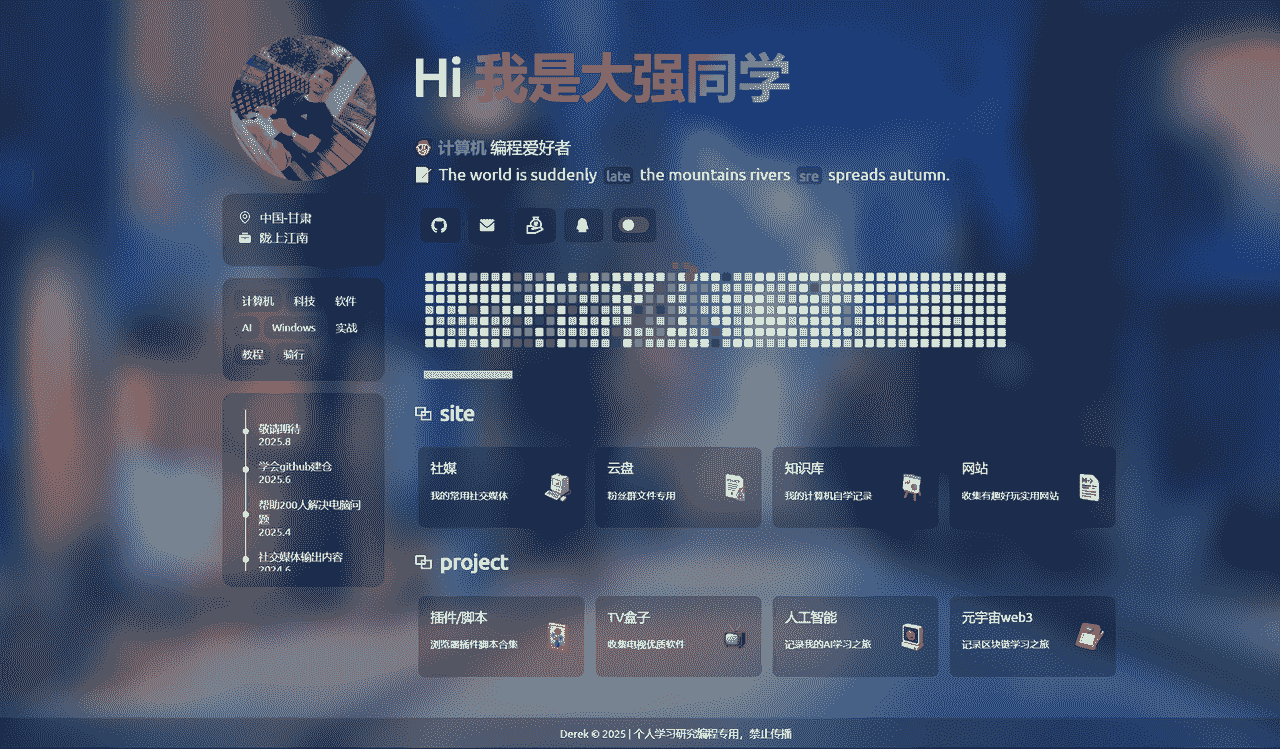 Hi 我是大强同学
计算机 编程爱好者
The world is suddenly late the mountains rivers sre spreads autumn.
中国-甘肃
陇上江南
计算机 科技 软件
AI Windows 实战
教程 骑行
敬请期待
2025.8
学会github建仓
2025.6
帮助200人解决电脑问
题
2025.4
社交媒体输出内容
2024.6
site
社媒
我的常用社交媒体
云盘
粉丝群文件专用
知识库
我的计算机自学记录
网站
收集有趣好玩实用网站
project
插件/脚本
浏览器插件脚本合集
TV盒子
收集电视优质软件
人工智能
记录我的AI学习之旅
元宇宙web3
记录区块链学习之旅
Derek © 2025 | 个人学习研究编程专用，禁止传播